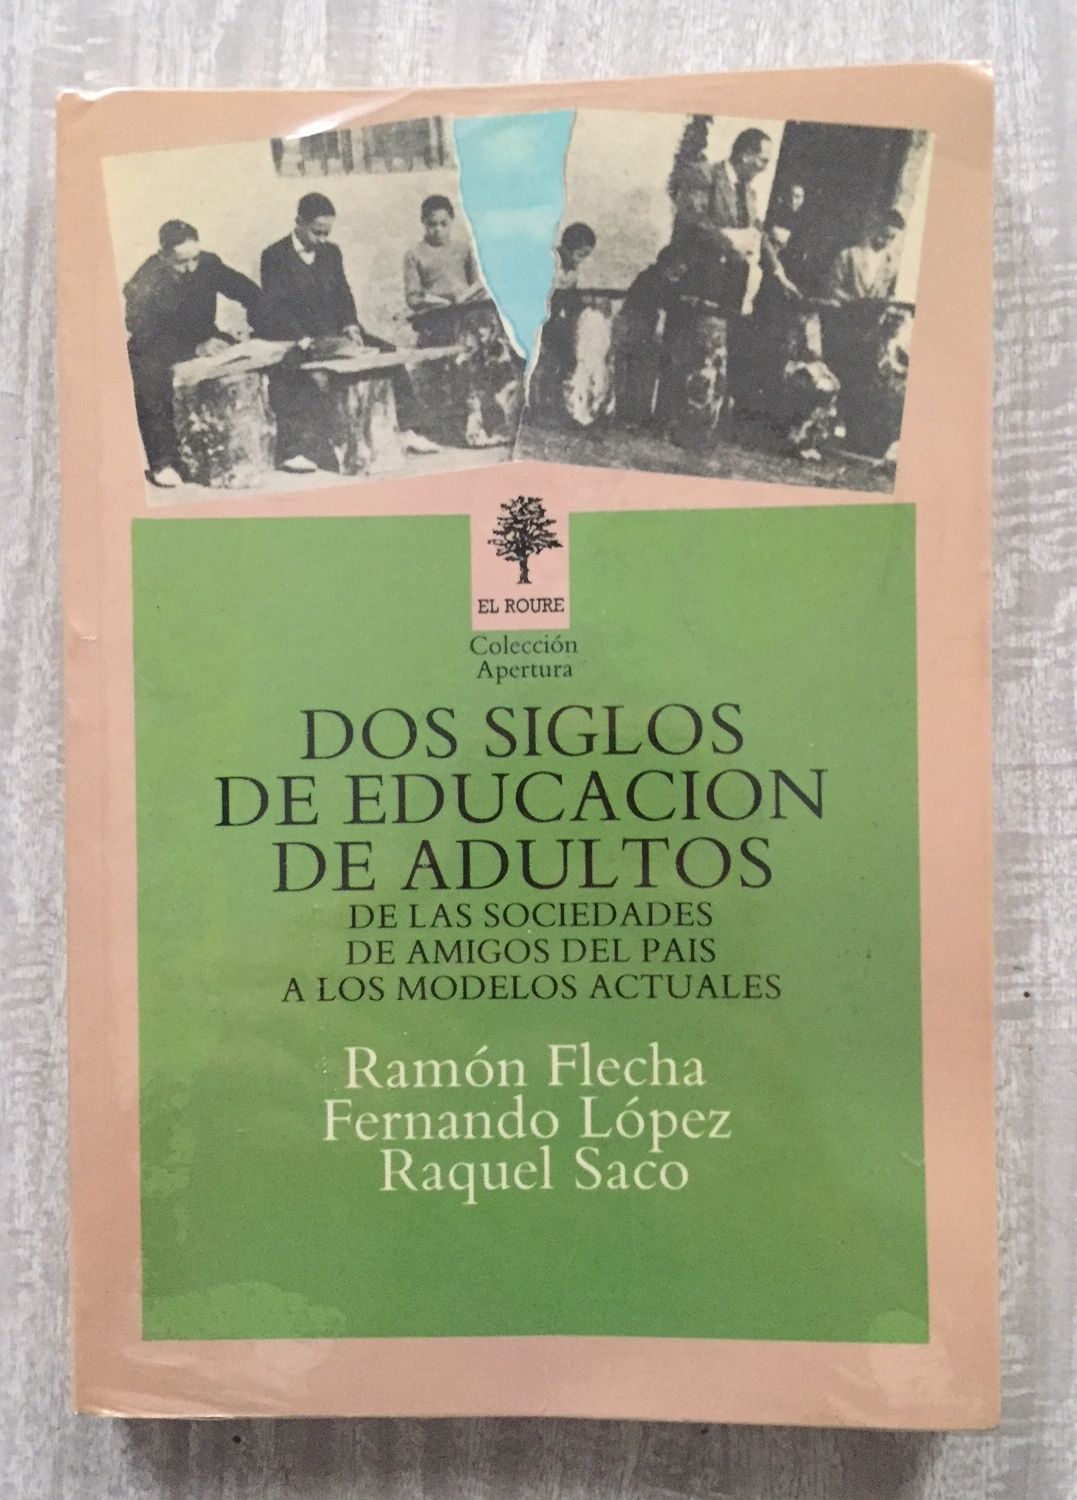 EL ROURE
Colección
Apertura
DOS SIGLOS
DE EDUCACION
DE ADULTOS
DE LAS SOCIEDADES
DE AMIGOS DEL PAIS
A LOS MODELOS ACTUALES
Ramón Flecha
Fernando López
Raquel Saco